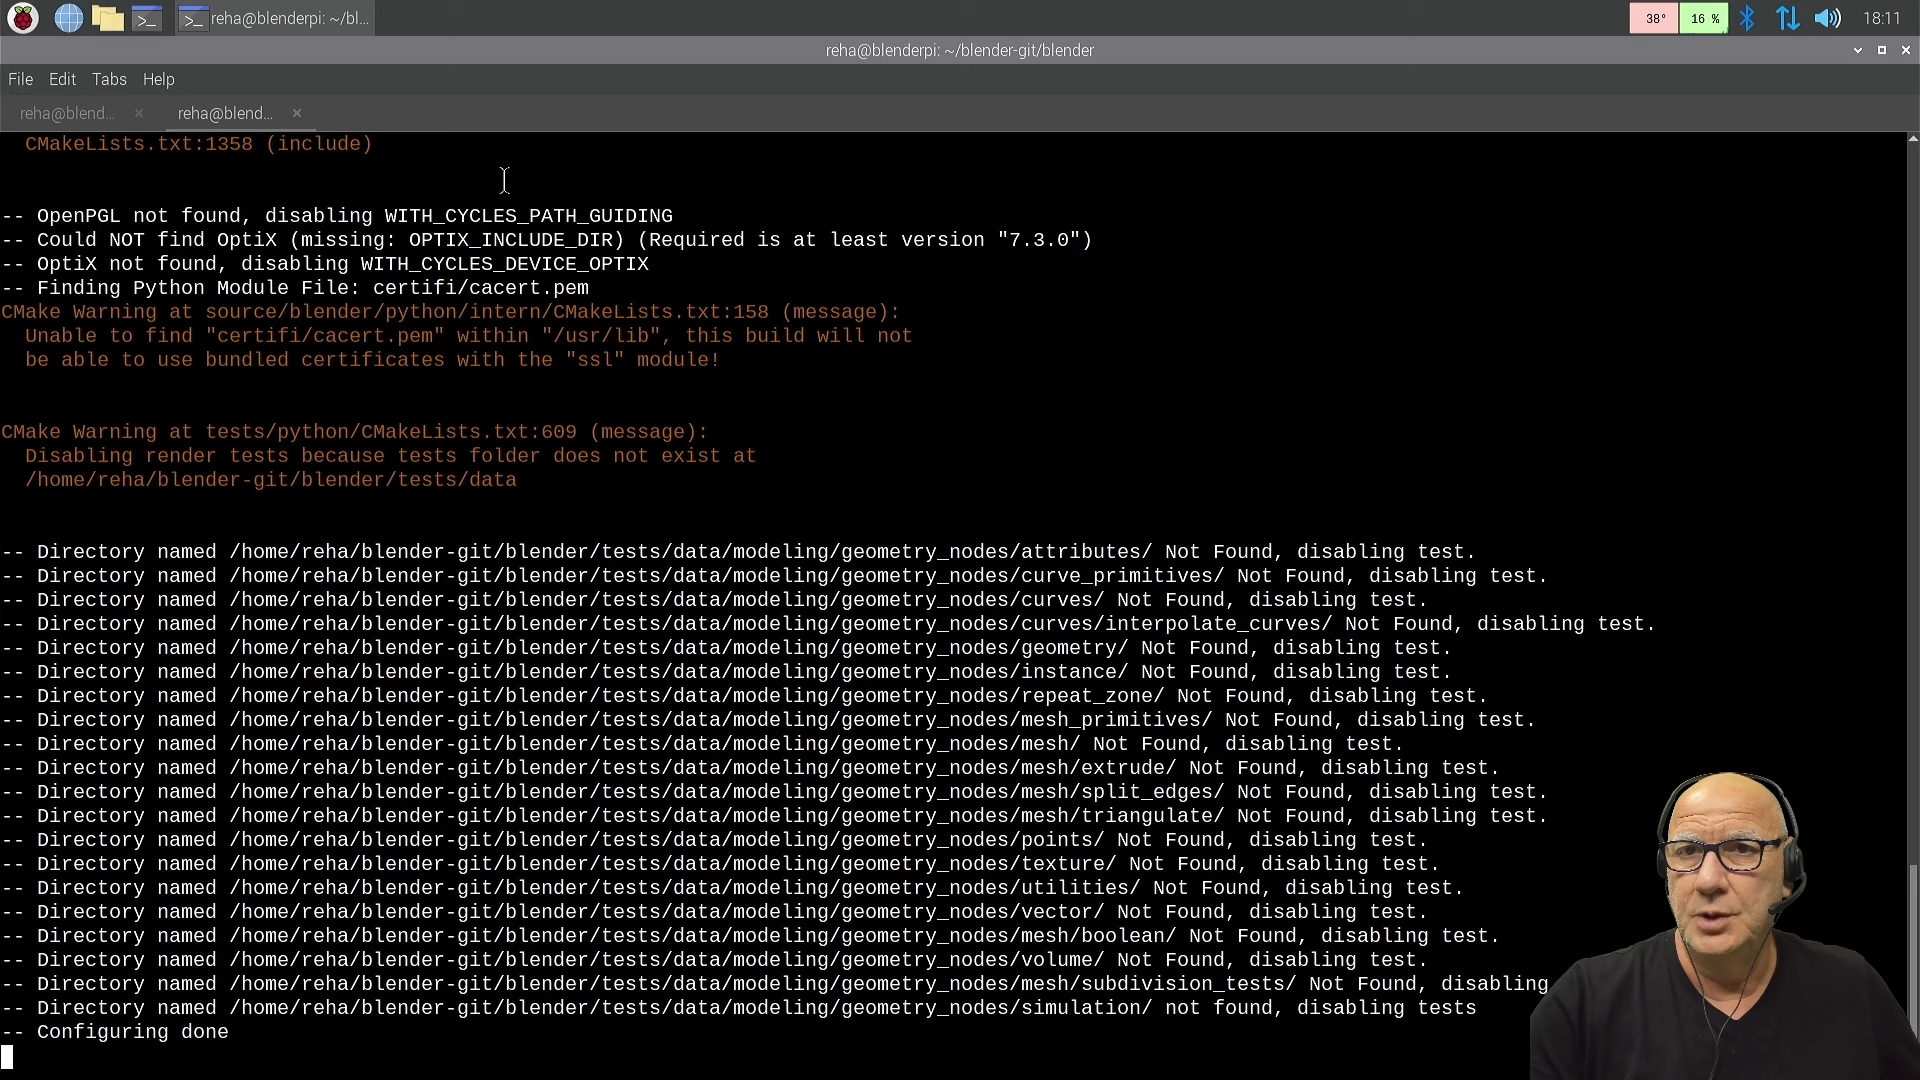 reha@blenderpi: ~/bl...
38°
16 %
18:11
reha@blenderpi: ~/blender-git/blender
File Edit Tabs Help
reha@blend... × reha@blend... ×
CMakeLists.txt:1358 (include)
-- OpenPGL not found, disabling WITH_CYCLES_PATH_GUIDING
-- Could NOT find OptiX (missing: OPTIX_INCLUDE_DIR) (Required is at least version "7.3.0")
-- OptiX not found, disabling WITH_CYCLES_DEVICE_OPTIX
-- Finding Python Module File: certifi/cacert.pem
CMake Warning at source/blender/python/intern/CMakeLists.txt:158 (message):
Unable to find "certifi/cacert.pem" within "/usr/lib", this build will not
be able to use bundled certificates with the "ssl" module!
CMake Warning at tests/python/CMakeLists.txt:609 (message):
Disabling render tests because tests folder does not exist at
/home/reha/blender-git/blender/tests/data
-- Directory named /home/reha/blender-git/blender/tests/data/modeling/geometry_nodes/attributes/ Not Found, disabling test.
-- Directory named /home/reha/blender-git/blender/tests/data/modeling/geometry_nodes/curve_primitives/ Not Found, disabling test.
-- Directory named /home/reha/blender-git/blender/tests/data/modeling/geometry_nodes/curves/ Not Found, disabling test.
-- Directory named /home/reha/blender-git/blender/tests/data/modeling/geometry_nodes/curves/interpolate_curves/ Not Found, disabling test.
-- Directory named /home/reha/blender-git/blender/tests/data/modeling/geometry_nodes/geometry/ Not Found, disabling test.
-- Directory named /home/reha/blender-git/blender/tests/data/modeling/geometry_nodes/instance/ Not Found, disabling test.
-- Directory named /home/reha/blender-git/blender/tests/data/modeling/geometry_nodes/repeat_zone/ Not Found, disabling test.
-- Directory named /home/reha/blender-git/blender/tests/data/modeling/geometry_nodes/mesh_primitives/ Not Found, disabling test.
-- Directory named /home/reha/blender-git/blender/tests/data/modeling/geometry_nodes/mesh/ Not Found, disabling test.
-- Directory named /home/reha/blender-git/blender/tests/data/modeling/geometry_nodes/mesh/extrude/ Not Found, disabling test.
-- Directory named /home/reha/blender-git/blender/tests/data/modeling/geometry_nodes/mesh/split_edges/ Not Found, disabling test.
-- Directory named /home/reha/blender-git/blender/tests/data/modeling/geometry_nodes/mesh/triangulate/ Not Found, disabling test.
-- Directory named /home/reha/blender-git/blender/tests/data/modeling/geometry_nodes/points/ Not Found, disabling test.
-- Directory named /home/reha/blender-git/blender/tests/data/modeling/geometry_nodes/texture/ Not Found, disabling test.
-- Directory named /home/reha/blender-git/blender/tests/data/modeling/geometry_nodes/utilities/ Not Found, disabling test.
-- Directory named /home/reha/blender-git/blender/tests/data/modeling/geometry_nodes/vector/ Not Found, disabling test.
-- Directory named /home/reha/blender-git/blender/tests/data/modeling/geometry_nodes/mesh/boolean/ Not Found, disabling test.
-- Directory named /home/reha/blender-git/blender/tests/data/modeling/geometry_nodes/volume/ Not Found, disabling test.
-- Directory named /home/reha/blender-git/blender/tests/data/modeling/geometry_nodes/mesh/subdivision_tests/ Not Found, disabling
-- Directory named /home/reha/blender-git/blender/tests/data/modeling/geometry_nodes/simulation/ not found, disabling tests
-- Configuring done